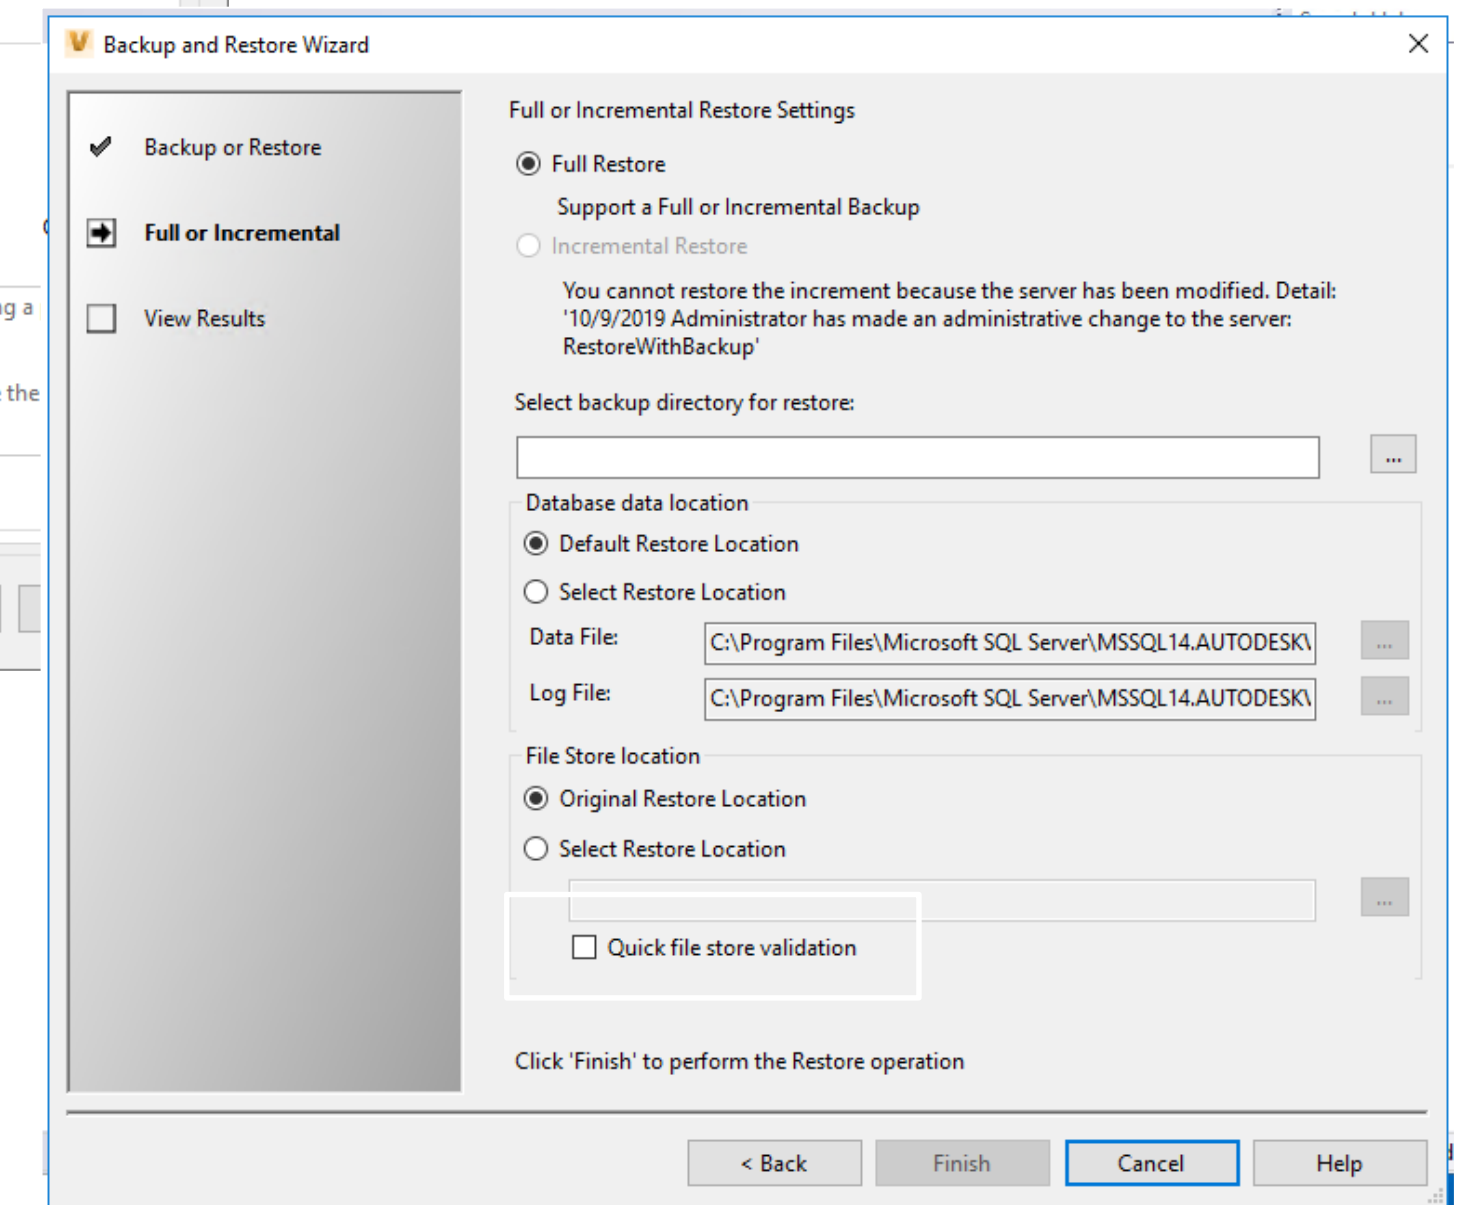 Backup and Restore Wizard
Backup or Restore
Full or Incremental
View Results
Full or Incremental Restore Settings
Full Restore
Support a Full or Incremental Backup
Incremental Restore
You cannot restore the increment because the server has been modified. Detail:
'10/9/2019 Administrator has made an administrative change to the server:
RestoreWithBackup'
Select backup directory for restore:
...
Database data location
Default Restore Location
Select Restore Location
Data File:
C:\Program Files\Microsoft SQL Server\MSSQL14.AUTODESK\
...
Log File:
C:\Program Files\Microsoft SQL Server\MSSQL14.AUTODESK\
...
File Store location
Original Restore Location
Select Restore Location
...
Quick file store validation
Click 'Finish' to perform the Restore operation
< Back
Finish
Cancel
Help
g a
the